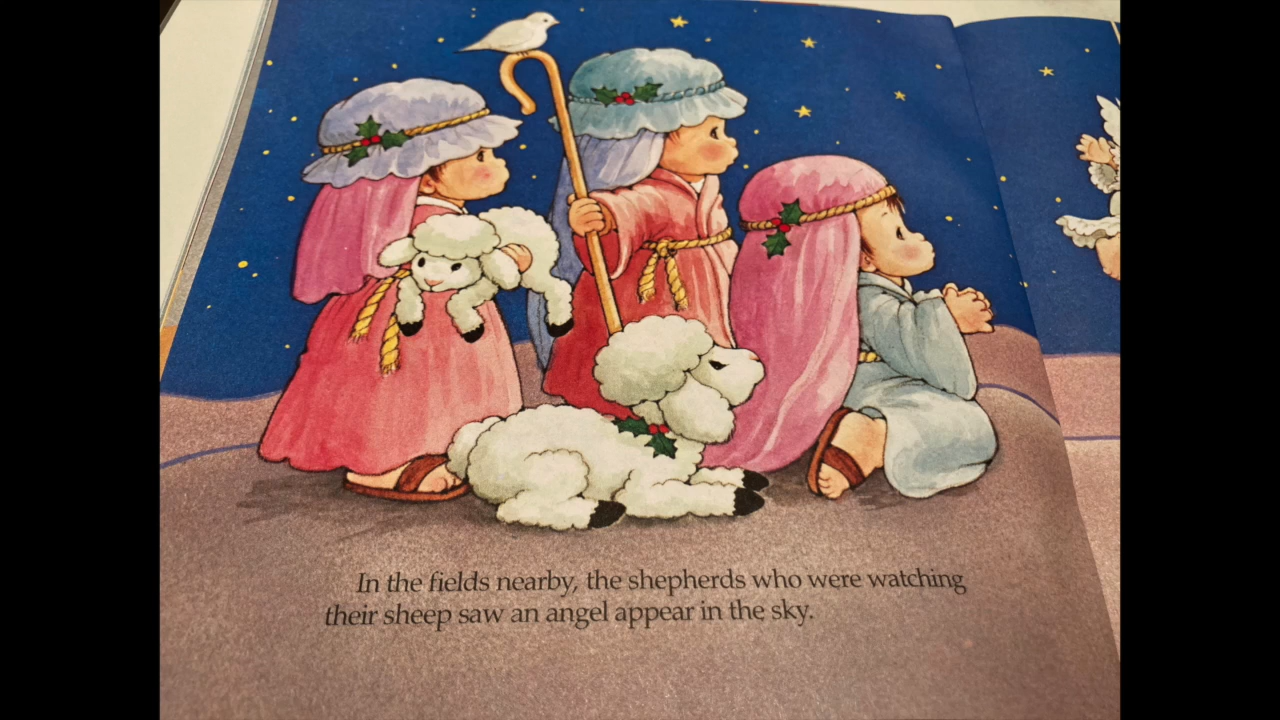 In the fields nearby, the shepherds who were watching
their sheep saw an angel appear in the sky.